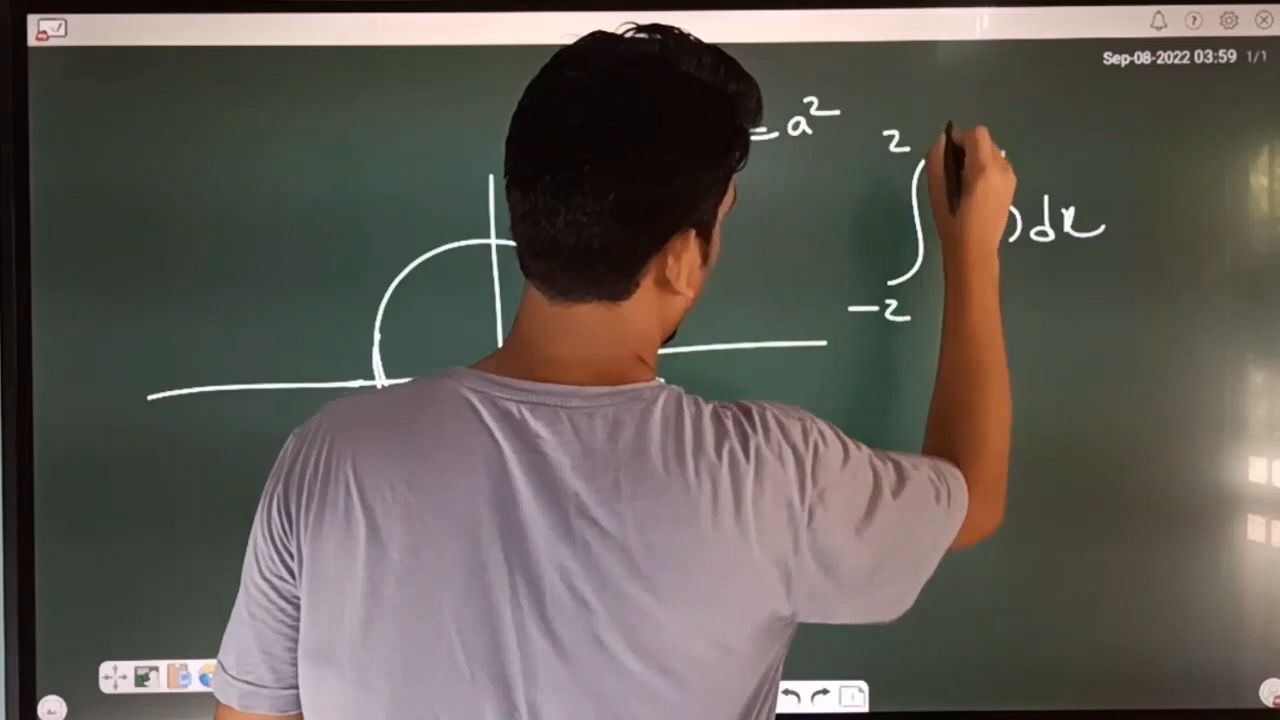 Sep-08-2022 03:59 1/1
= a²
2
∫ ) dx
-2